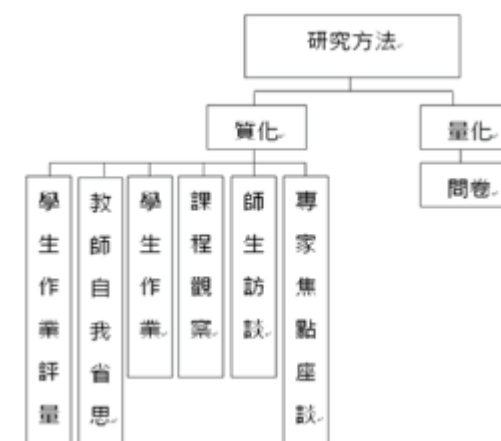 研究方法
質化
量化
問卷
學生作業評量
教師自我省思
學生作業
課程觀察
師生訪談
專家焦點座談